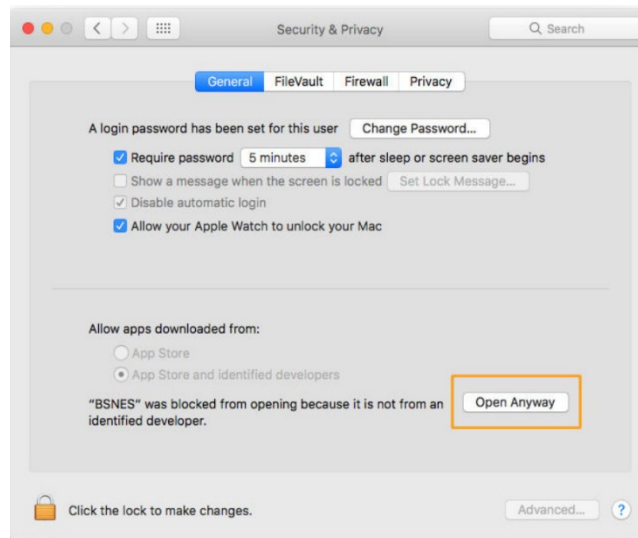 Security & Privacy
Search
General FileVault Firewall Privacy
A login password has been set for this user Change Password...
Require password 5 minutes after sleep or screen saver begins
Show a message when the screen is locked Set Lock Message...
Disable automatic login
Allow your Apple Watch to unlock your Mac
Allow apps downloaded from:
App Store
App Store and identified developers
"BSNES" was blocked from opening because it is not from an
identified developer.
Open Anyway
Click the lock to make changes.
Advanced... ?